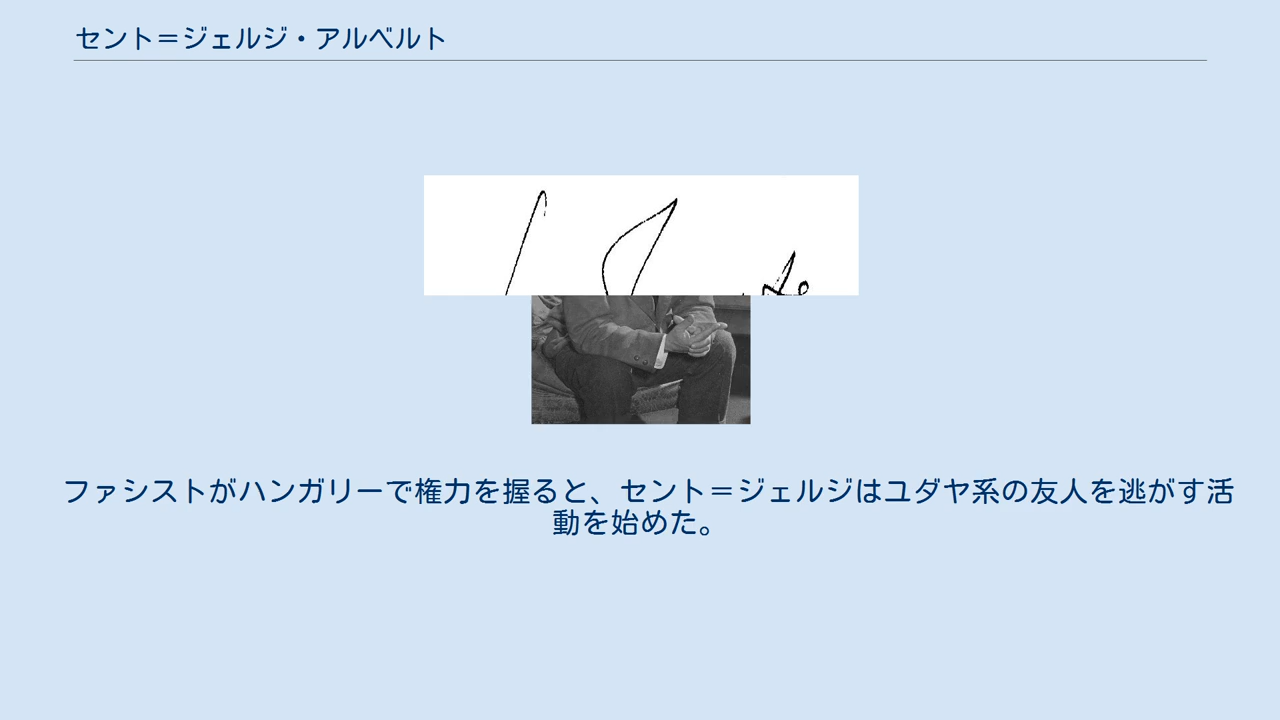 セント＝ジェルジ・アルベルト
ファシストがハンガリーで権力を握ると、セント＝ジェルジはユダヤ系の友人を逃がす活
動を始めた。